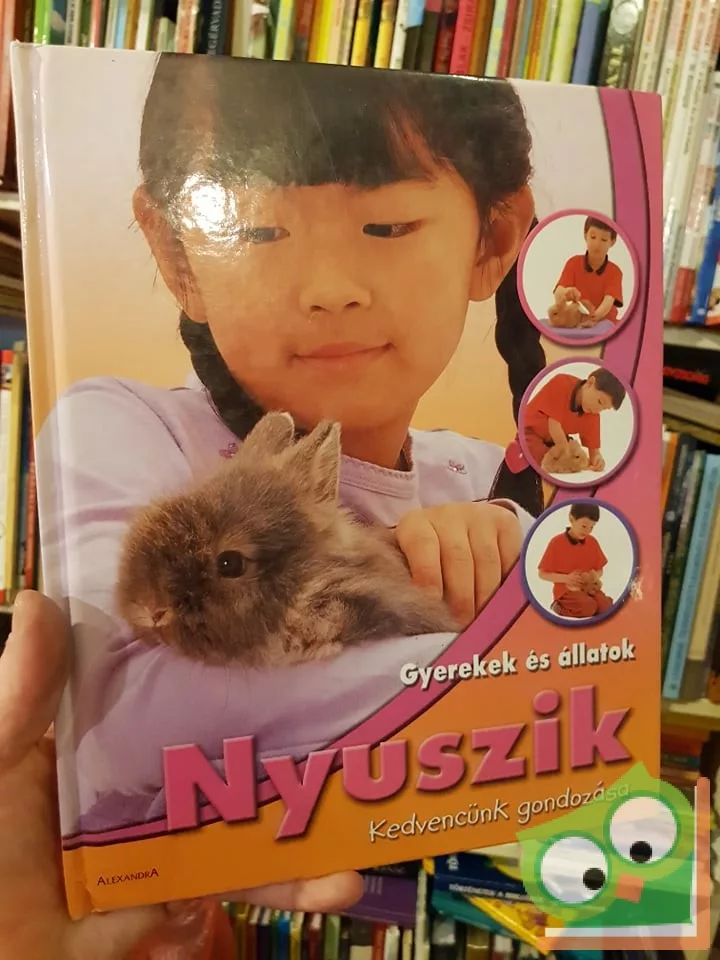 Gyerekek és állatok
Nyuszik
Kedvencünk gondozása
ALEXANDRA